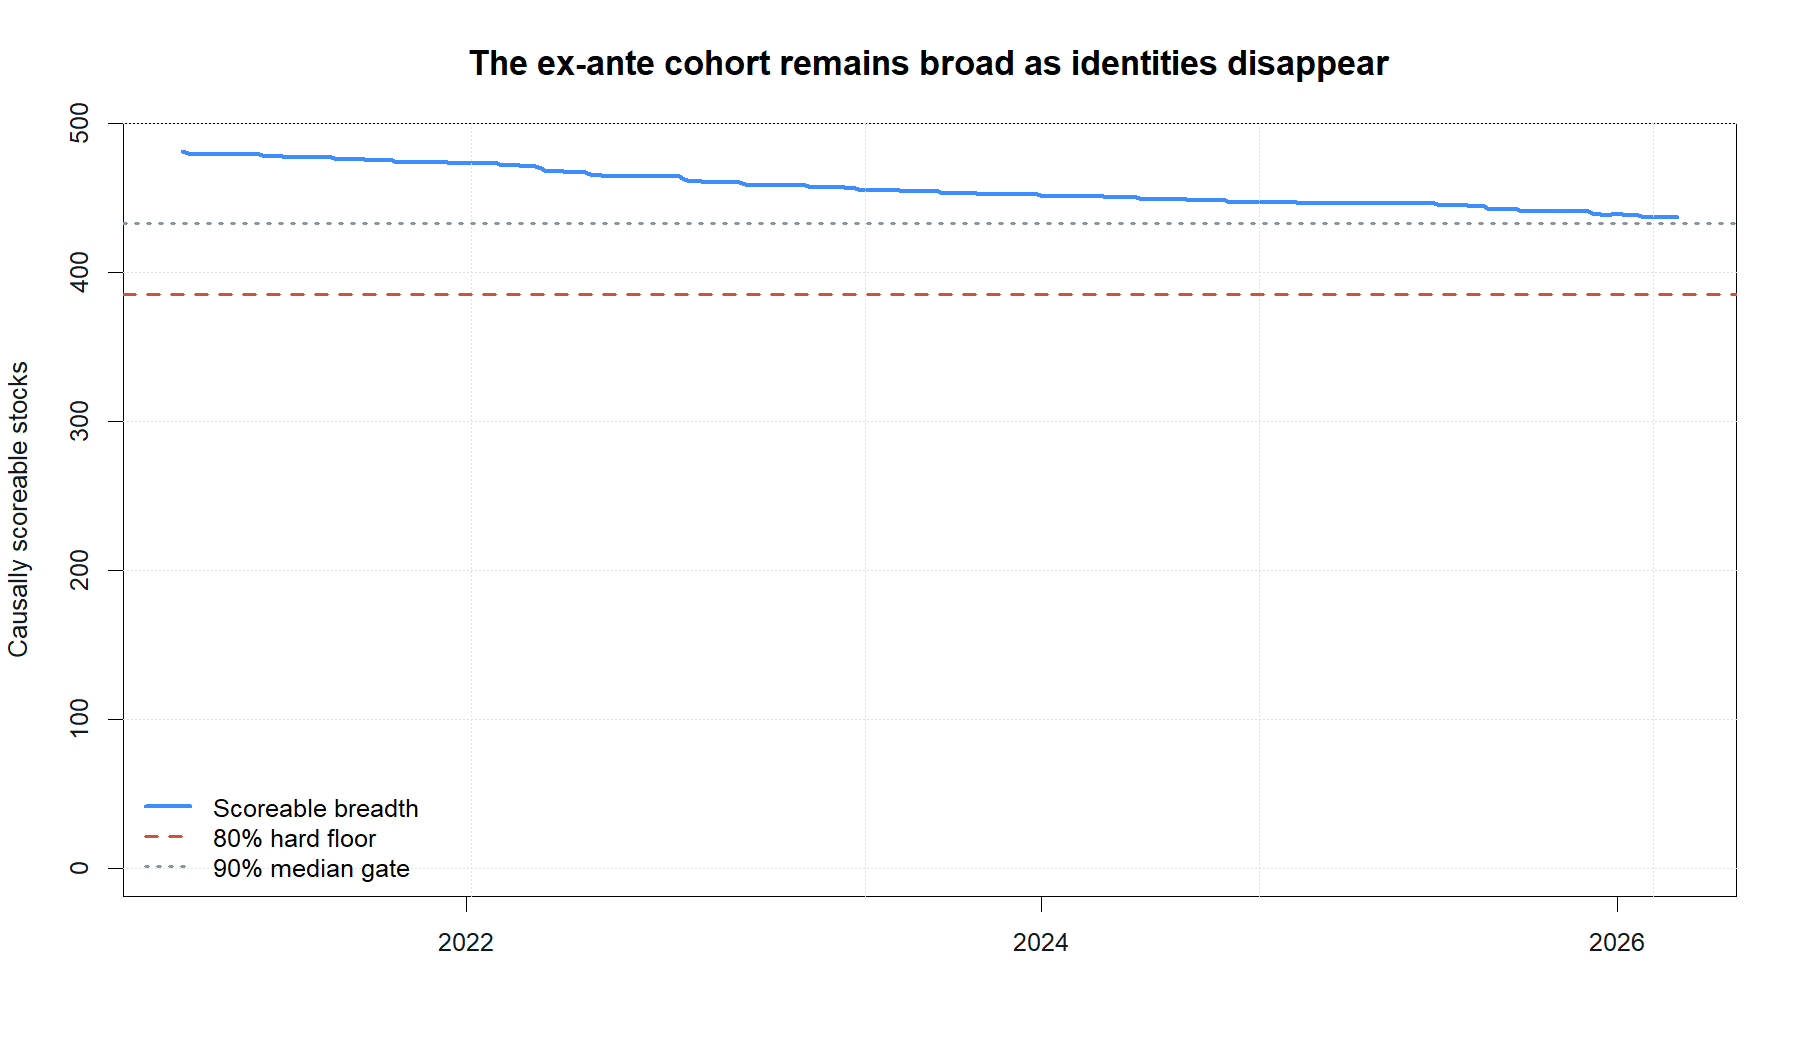 The ex-ante cohort remains broad as identities disappear
Causally scoreable stocks
500
400
300
200
100
0
Scoreable breadth
80% hard floor
90% median gate
2022
2024
2026